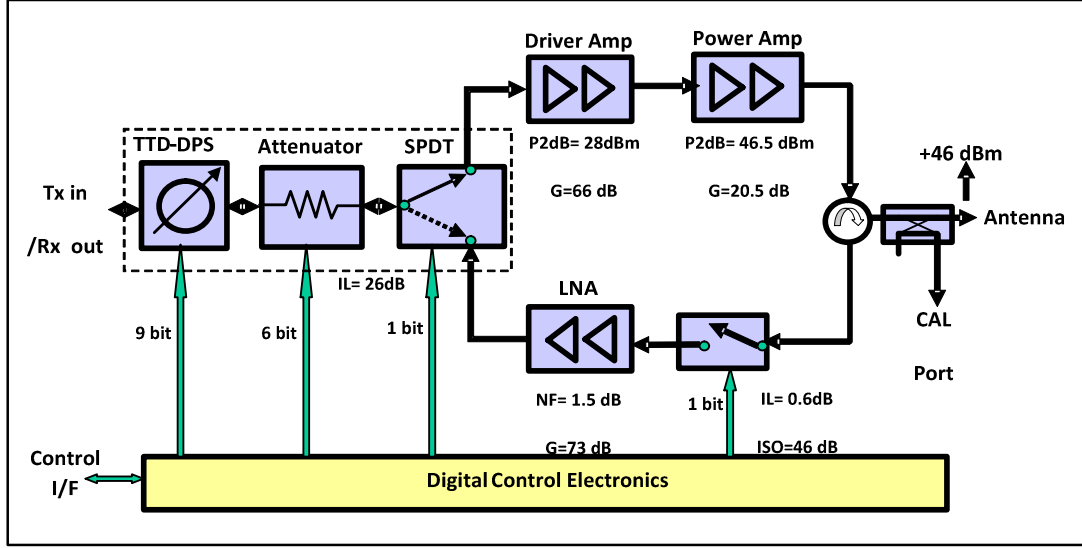 Driver Amp
Power Amp
TTD-DPS
Attenuator
SPDT
P2dB= 28dBm
P2dB= 46.5 dBm
+46 dBm
G=66 dB
G=20.5 dB
Tx in
/Rx out
Antenna
IL= 26dB
LNA
CAL
Port
9 bit
6 bit
1 bit
NF= 1.5 dB
1 bit
IL= 0.6dB
G=73 dB
ISO=46 dB
Control
I/F
Digital Control Electronics